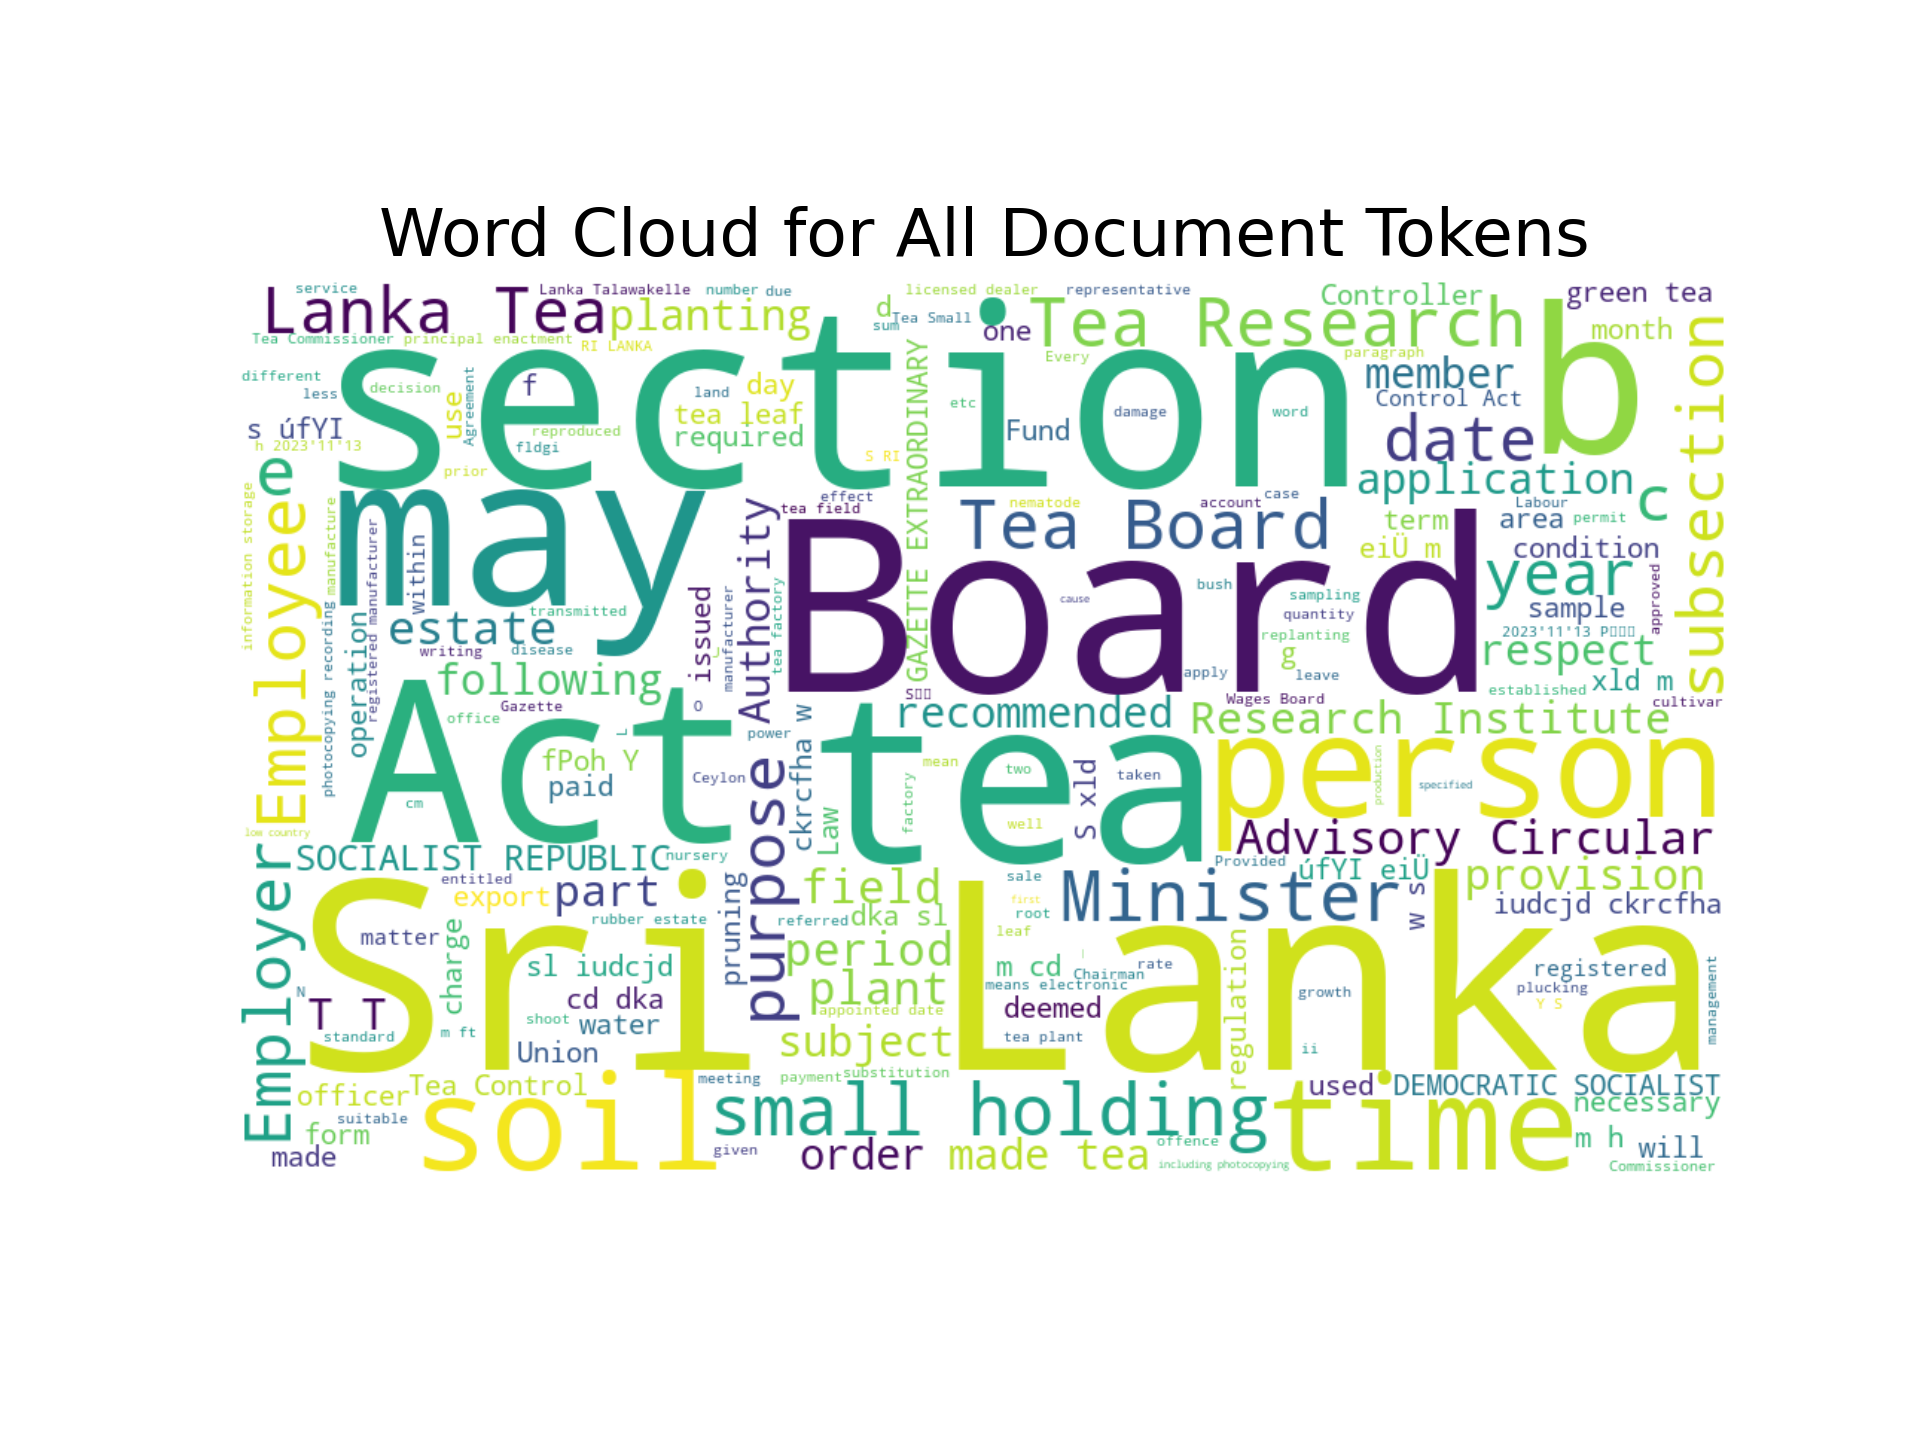 Word Cloud for All Document Tokens
service
Lanka Talawakelle
number
due
licensed dealer
representative
Controller
green tea
Lanka Tea
planting
d
sum
Tea Small
one
Tea Research
b
month
Tea Commissioner
principal enactment
RI LANKA
section
Every
paragraph
subsection
different
less
decision
use
Agreement
f
land
day
etc
damage
word
member
Control Act
s úfYI
h 2023'11'13
tea leaf
required
reproduced
fldgi
prior
S RI
GAZETTE EXTRAORDINARY
Fund
date
application
c
e
Employee
information storage
manufacture
registered manufacturer
within
may
effect
tea field
nematode
account
case
Tea Board
term
Labour
area
permit
eiÜ m
condition
Board
cause
bush
sampling
quantity
replanting
g
year
sample
approved
2023'11'13 P
respect
xld m
established
cultivar
photocopying recording
operation
estate
transmitted
writing
disease
issued
manufacturer
Authority
tea factory
J
following
office
Gazette
O
L
S
apply
leave
Wages Board
recommended
Research Institute
Act
fPoh Y
paid
cm
Ceylon
power
purpose
ckrcfha w
Law
tea
factory
mean
two
well
taken
S xld
person
production
specified
low country
Employer
SOCIALIST REPUBLIC
nursery
Advisory Circular
Provided
úfYI eiÜ
provision
entitled
export
part
rubber estate
pruning
field
referred
dka sl
sale
root
first
leaf
Minister
w s
iudcjd ckrcfha
Sri Lanka
matter
charge
sl iudcjd
cd dka
water
shoot
Union
N
T T
standard
m ft
period
plant
appointed date
subject
m cd
Chairman
means electronic
deemed
tea plant
rate
regulation
growth
ii
registered
plucking
Y S
management
officer
Tea Control
suitable
form
made
soil
meeting
payment
substitution
small holding
given
order
made tea
offence
including photocopying
time
used
DEMOCRATIC SOCIALIST
necessary
m h
will
Commissioner